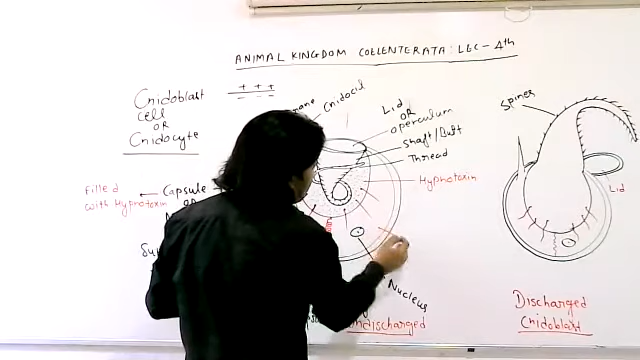 ANIMAL KINGDOM COELENTERATA : LEC - 4th
Cnidoblast
cell
OR
Cnidocyte
+ + +
Cnidocil
Lid
OR
operculum
Shaft/Butt
Thread
Hypnotoxin
Filled
with Hypnotoxin
Capsule
OR
Nucleus
undischarged
Spines
Lid
Discharged
Cnidoblast